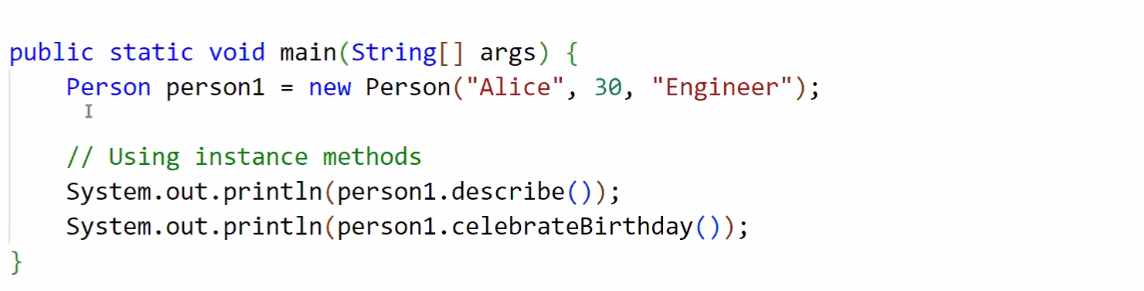 public static void main(String[] args) {
    Person person1 = new Person("Alice", 30, "Engineer");
    // Using instance methods
    System.out.println(person1.describe());
    System.out.println(person1.celebrateBirthday());
}